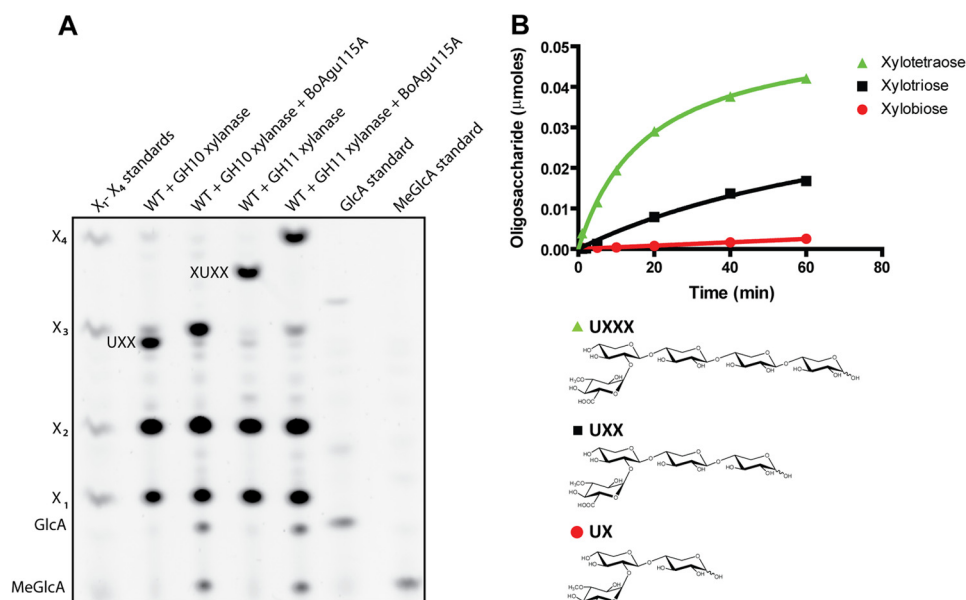 A
X₁- X₄ standards
WT + GH10 xylanase
WT + GH10 xylanase + BoAgu115A
WT + GH11 xylanase
WT + GH11 xylanase + BoAgu115A
GlcA standard
MeGlcA standard
X₄
XUXX
X₃
UXX
X₂
X₁
GlcA
MeGlcA
B
Oligosaccharide (μmoles)
0.05
0.04
0.03
0.02
0.01
0.00
0
20
40
60
80
Time (min)
Xylotetraose
Xylotriose
Xylobiose
UXXX
UXX
UX